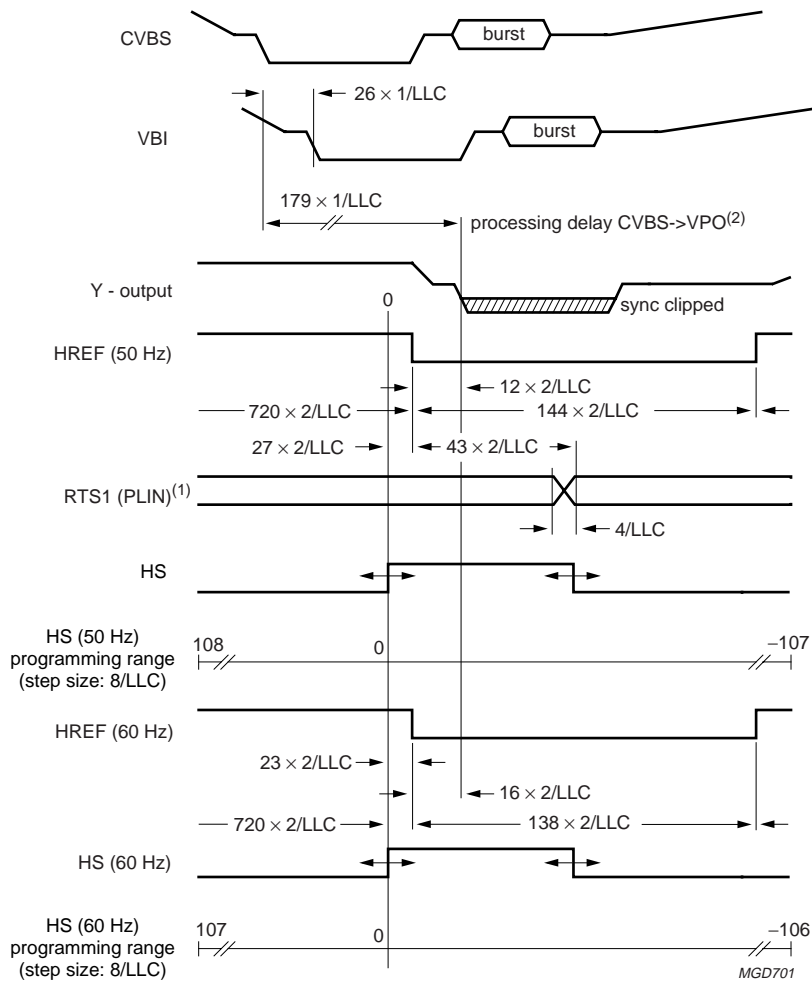 CVBS
burst
26 × 1/LLC
VBI
burst
179 × 1/LLC
processing delay CVBS->VPO(2)
Y - output
0
sync clipped
HREF (50 Hz)
12 × 2/LLC
720 × 2/LLC
144 × 2/LLC
27 × 2/LLC
43 × 2/LLC
RTS1 (PLIN)(1)
4/LLC
HS
HS (50 Hz)
programming range
(step size: 8/LLC)
108
0
−107
HREF (60 Hz)
23 × 2/LLC
16 × 2/LLC
720 × 2/LLC
138 × 2/LLC
HS (60 Hz)
HS (60 Hz)
programming range
(step size: 8/LLC)
107
0
−106
MGD701